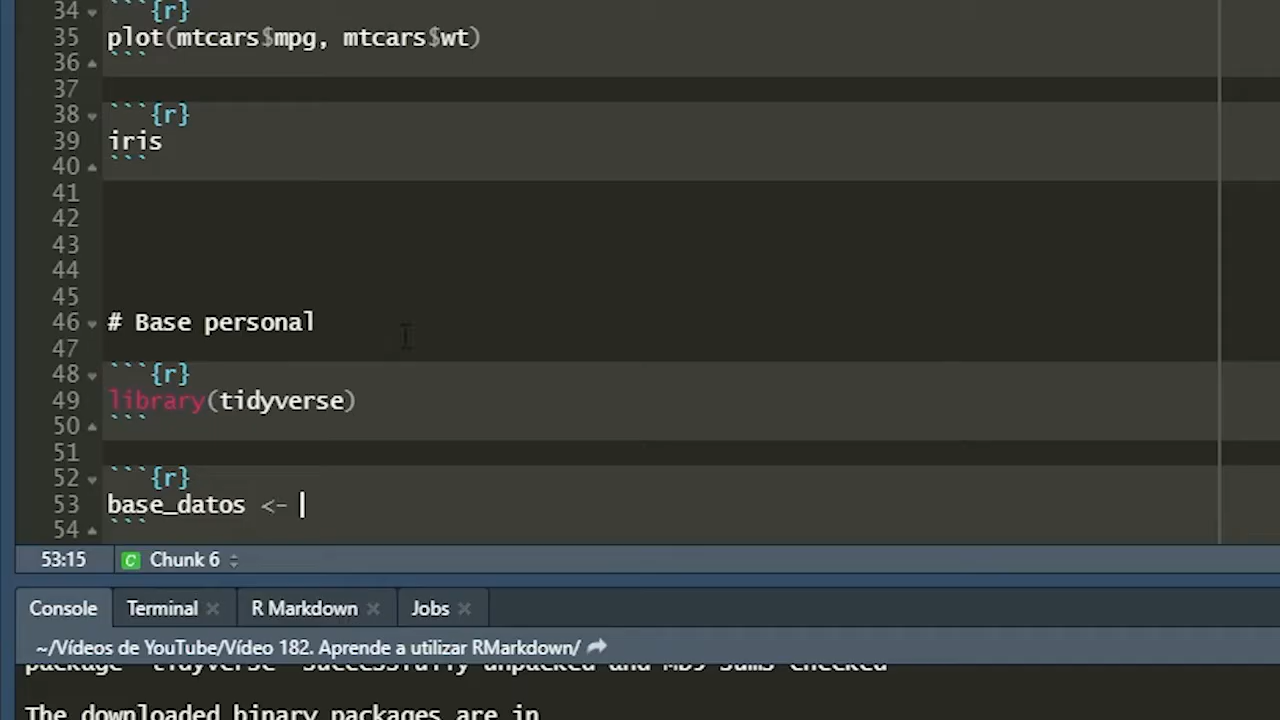 34 ```{r}
35 plot(mtcars$mpg, mtcars$wt)
36 ```
37
38 ```{r}
39 iris
40 ```
41
42
43
44
45
46 # Base personal
47
48 ```{r}
49 library(tidyverse)
50 ```
51
52 ```{r}
53 base_datos <-
54 ```
53:15 C Chunk 6
Console Terminal R Markdown Jobs
~/Vídeos de YouTube/Vídeo 182. Aprende a utilizar RMarkdown/
package 'tidyverse' successfully unpacked and MD5 sums checked
The downloaded binary packages are in